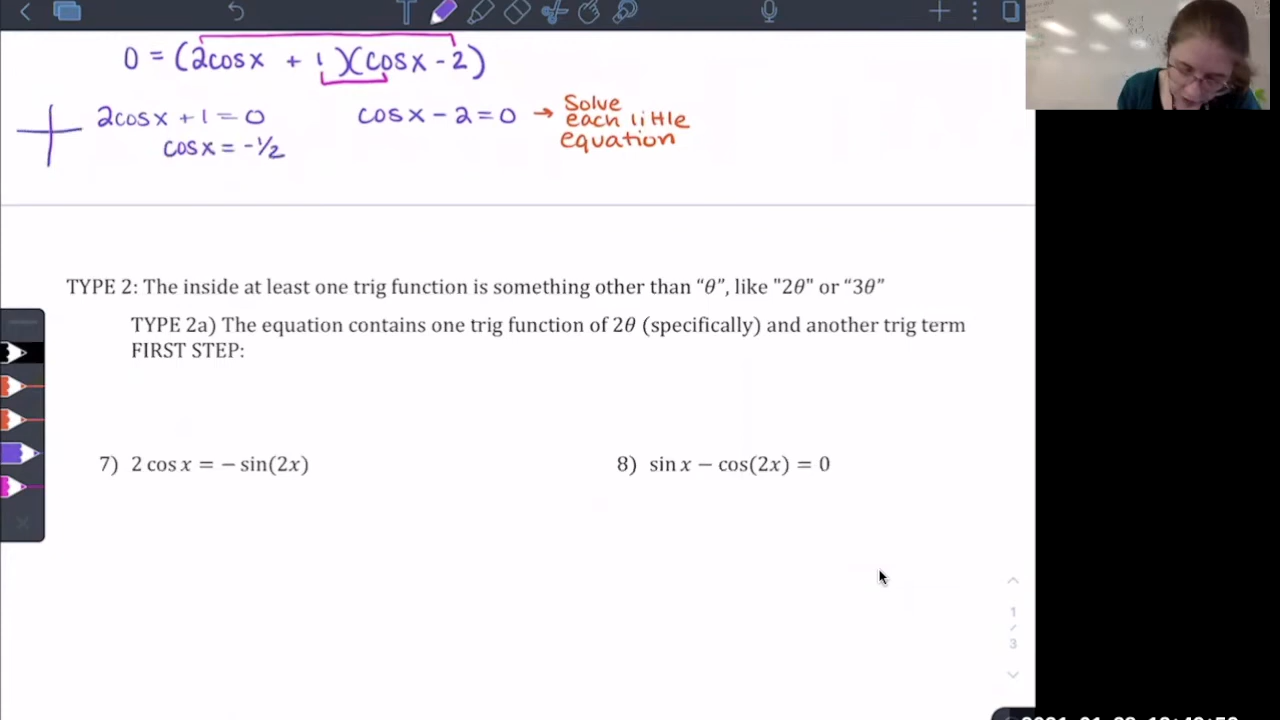 0 = (2cosx + 1)(cosx - 2)
2cosx + 1 = 0
cosx - 2 = 0 → Solve each little equation
cosx = -1/2
TYPE 2: The inside at least one trig function is something other than “θ”, like "2θ" or “3θ”
TYPE 2a) The equation contains one trig function of 2θ (specifically) and another trig term
FIRST STEP:
7) 2 cos x = − sin(2x)
8) sin x − cos(2x) = 0
1
/
3